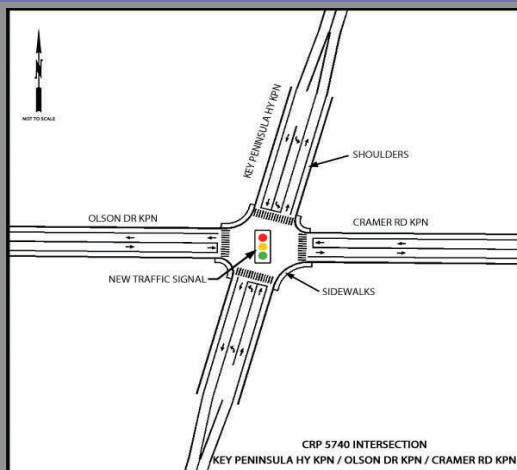 N
NOT TO SCALE
KEY PENINSULA HY KPN
SHOULDERS
OLSON DR KPN
CRAMER RD KPN
NEW TRAFFIC SIGNAL
SIDEWALKS
CRP 5740 INTERSECTION
KEY PENINSULA HY KPN / OLSON DR KPN / CRAMER RD KPN